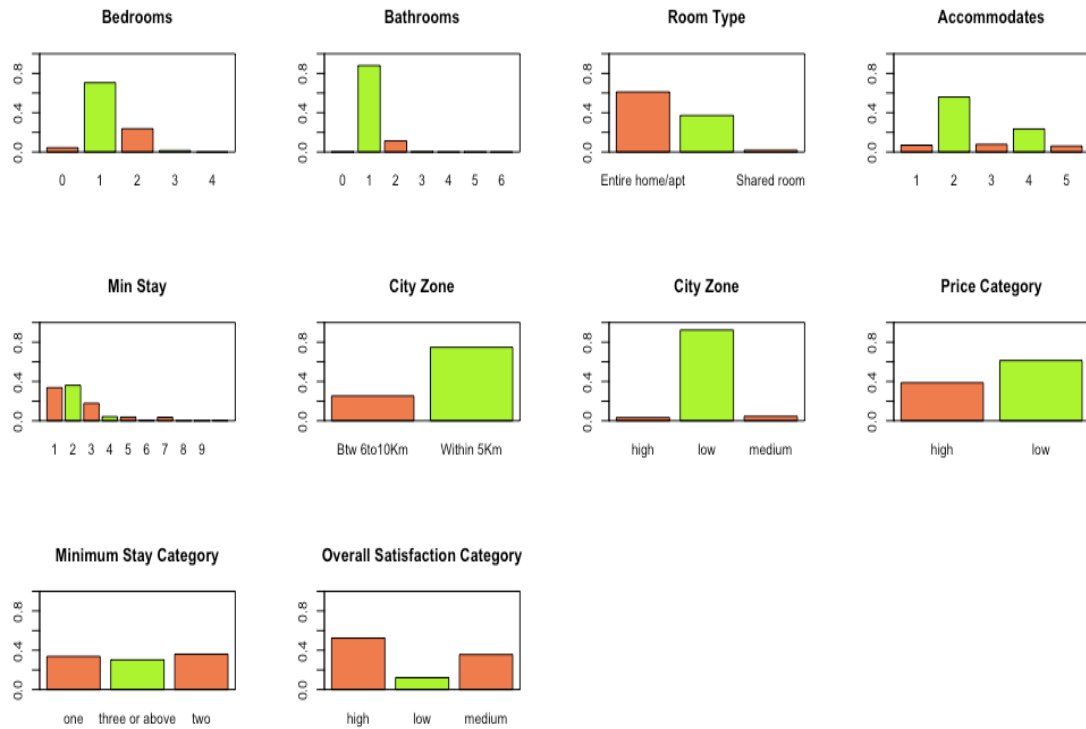 Bedrooms
0.0 0.4 0.8
0 1 2 3 4
Bathrooms
0.0 0.4 0.8
0 1 2 3 4 5 6
Room Type
0.0 0.4 0.8
Entire home/apt Shared room
Accommodates
0.0 0.4 0.8
1 2 3 4 5
Min Stay
0.0 0.4 0.8
1 2 3 4 5 6 7 8 9
City Zone
0.0 0.4 0.8
Btw 6to10Km Within 5Km
City Zone
0.0 0.4 0.8
high low medium
Price Category
0.0 0.4 0.8
high low
Minimum Stay Category
0.0 0.4 0.8
one three or above two
Overall Satisfaction Category
0.0 0.4 0.8
high low medium